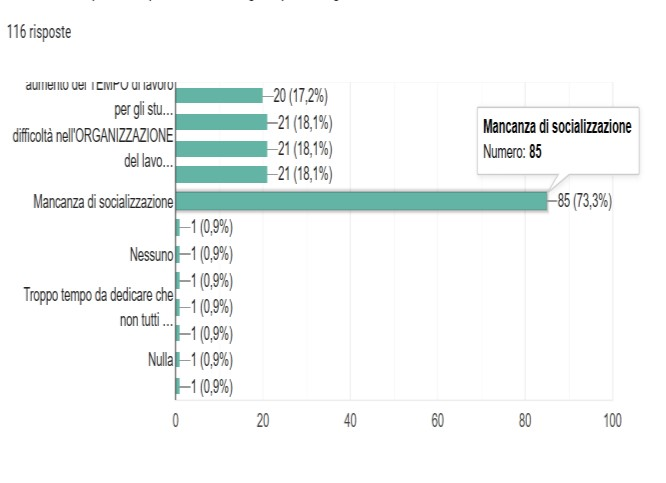 116 risposte
aumento del TEMPO di lavoro
per gli stu...
20 (17,2%)
21 (18,1%)
difficoltà nell'ORGANIZZAZIONE
del lavo...
21 (18,1%)
21 (18,1%)
Mancanza di socializzazione
Numero: 85
Mancanza di socializzazione
85 (73,3%)
1 (0,9%)
Nessuno
1 (0,9%)
1 (0,9%)
Troppo tempo da dedicare che
non tutti ...
1 (0,9%)
1 (0,9%)
Nulla
1 (0,9%)
1 (0,9%)
0 20 40 60 80 100